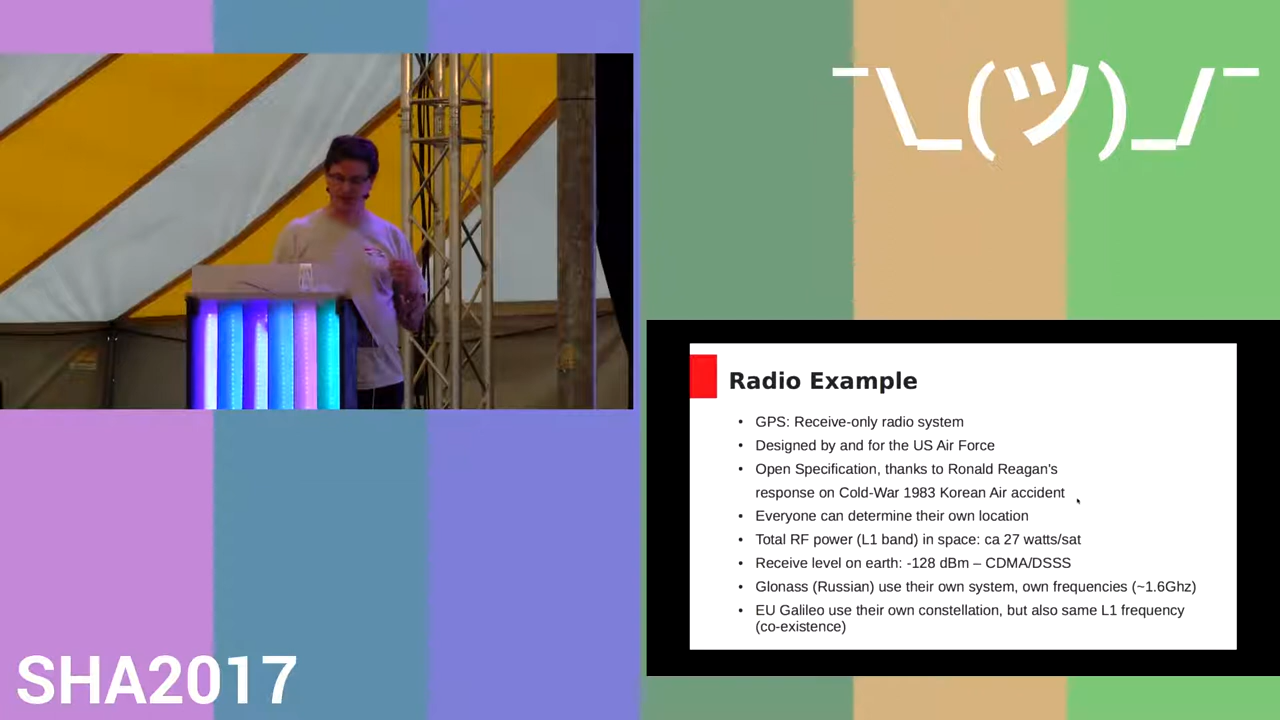 ¯\_(ツ)_/¯
Radio Example
• GPS: Receive-only radio system
• Designed by and for the US Air Force
• Open Specification, thanks to Ronald Reagan's
response on Cold-War 1983 Korean Air accident
• Everyone can determine their own location
• Total RF power (L1 band) in space: ca 27 watts/sat
• Receive level on earth: -128 dBm – CDMA/DSSS
• Glonass (Russian) use their own system, own frequencies (~1.6Ghz)
• EU Galileo use their own constellation, but also same L1 frequency
(co-existence)
SHA2017